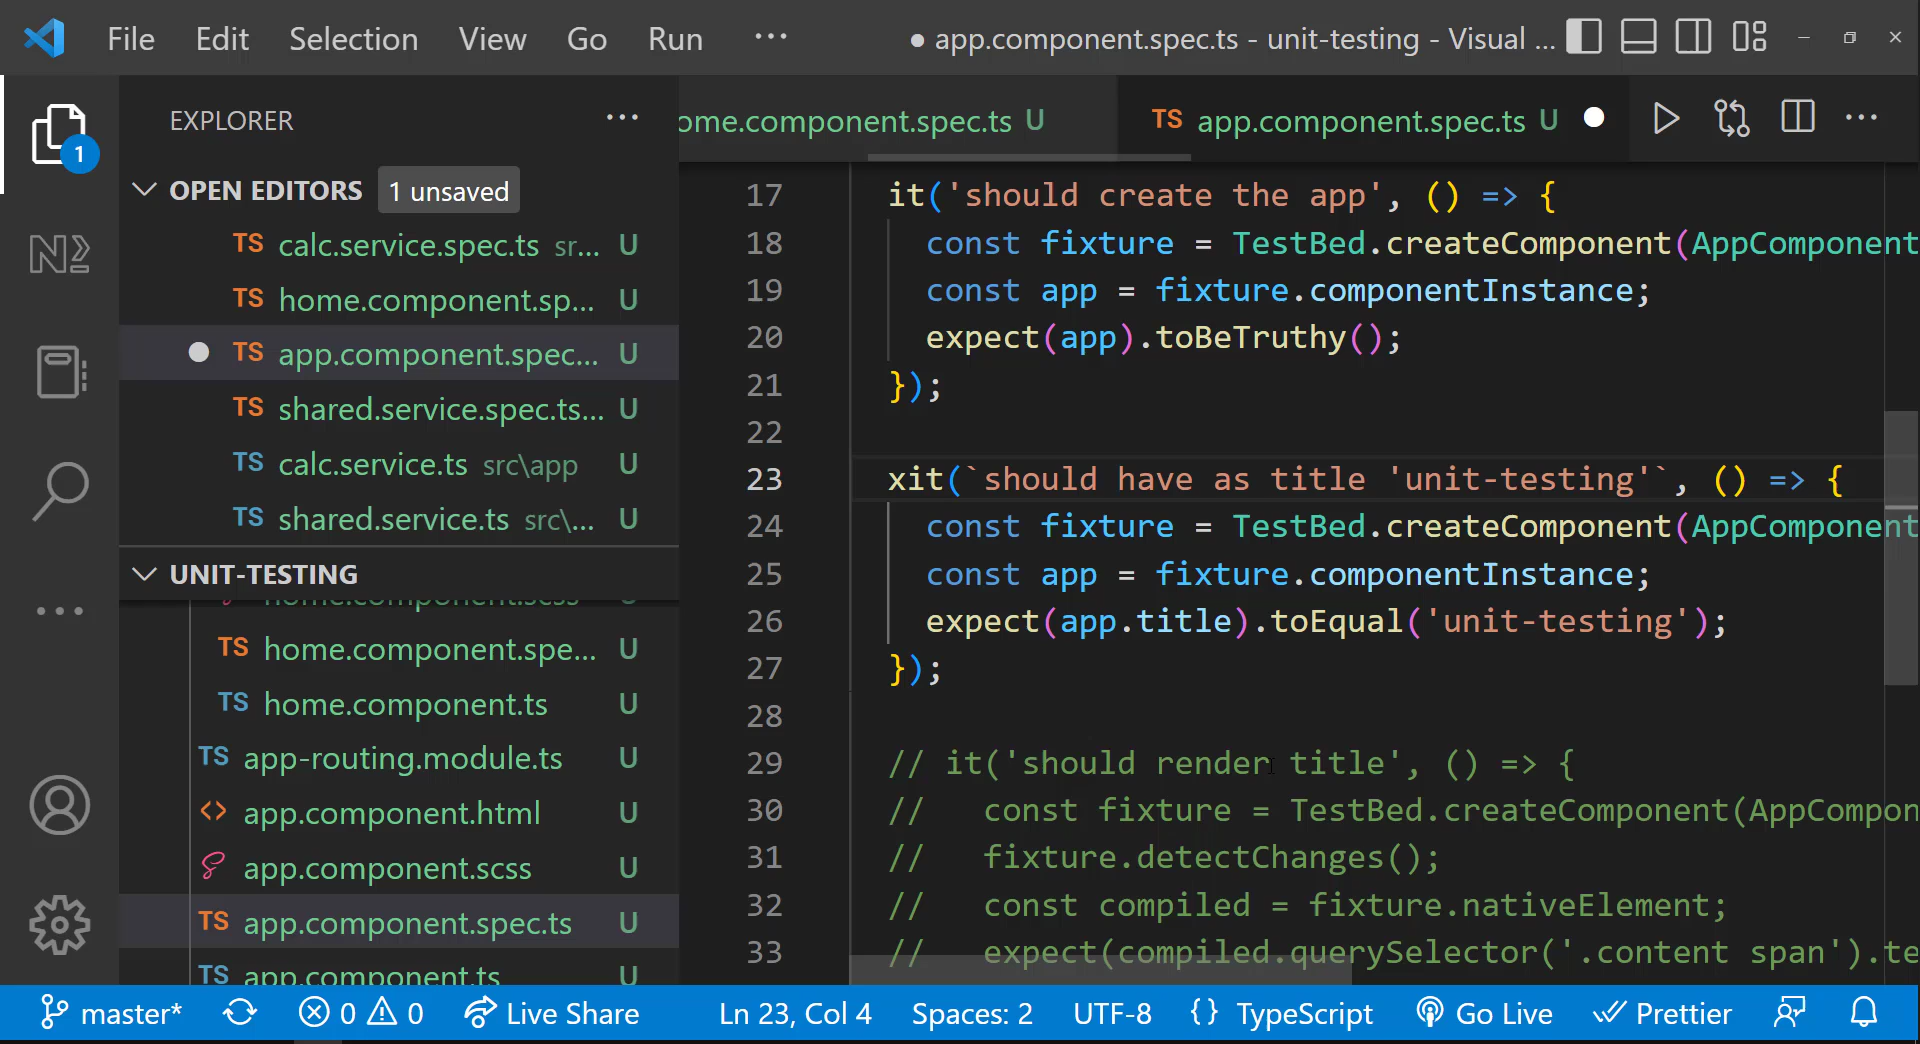 File Edit Selection View Go Run ··· ● app.component.spec.ts - unit-testing - Visual ...
EXPLORER ···
OPEN EDITORS 1 unsaved
TS calc.service.spec.ts sr... U
TS home.component.sp... U
TS app.component.spec... U
TS shared.service.spec.ts... U
TS calc.service.ts src\app U
TS shared.service.ts src\... U
UNIT-TESTING
home.component.scss
TS home.component.spe... U
TS home.component.ts U
TS app-routing.module.ts U
<> app.component.html U
app.component.scss U
TS app.component.spec.ts U
TS app.component.ts U
1
ome.component.spec.ts U TS app.component.spec.ts U ···
17 it('should create the app', () => {
18 const fixture = TestBed.createComponent(AppComponent
19 const app = fixture.componentInstance;
20 expect(app).toBeTruthy();
21 });
22
23 xit(`should have as title 'unit-testing'`, () => {
24 const fixture = TestBed.createComponent(AppComponent
25 const app = fixture.componentInstance;
26 expect(app.title).toEqual('unit-testing');
27 });
28
29 // it('should render title', () => {
30 // const fixture = TestBed.createComponent(AppCompon
31 // fixture.detectChanges();
32 // const compiled = fixture.nativeElement;
33 // expect(compiled.querySelector('.content span').te
master* 0 0 Live Share Ln 23, Col 4 Spaces: 2 UTF-8 {} TypeScript Go Live Prettier